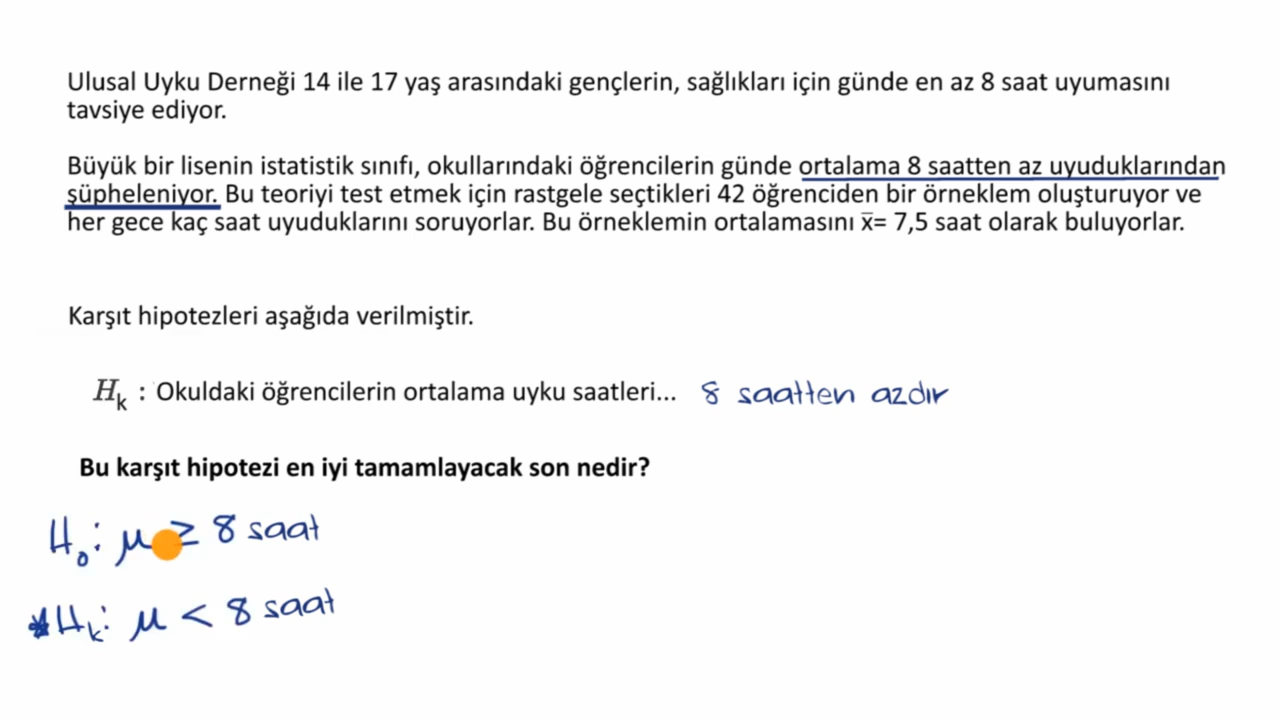 Ulusal Uyku Derneği 14 ile 17 yaş arasındaki gençlerin, sağlıkları için günde en az 8 saat uyumasını
tavsiye ediyor.
Büyük bir lisenin istatistik sınıfı, okullarındaki öğrencilerin günde ortalama 8 saatten az uyuduklarından
şüpheleniyor. Bu teoriyi test etmek için rastgele seçtikleri 42 öğrenciden bir örneklem oluşturuyor ve
her gece kaç saat uyuduklarını soruyorlar. Bu örneklemin ortalamasını x̄= 7,5 saat olarak buluyorlar.
Karşıt hipotezleri aşağıda verilmiştir.
Hₖ : Okuldaki öğrencilerin ortalama uyku saatleri... 8 saatten azdır
Bu karşıt hipotezi en iyi tamamlayacak son nedir?
H₀: μ ≥ 8 saat
*Hₖ: μ < 8 saat